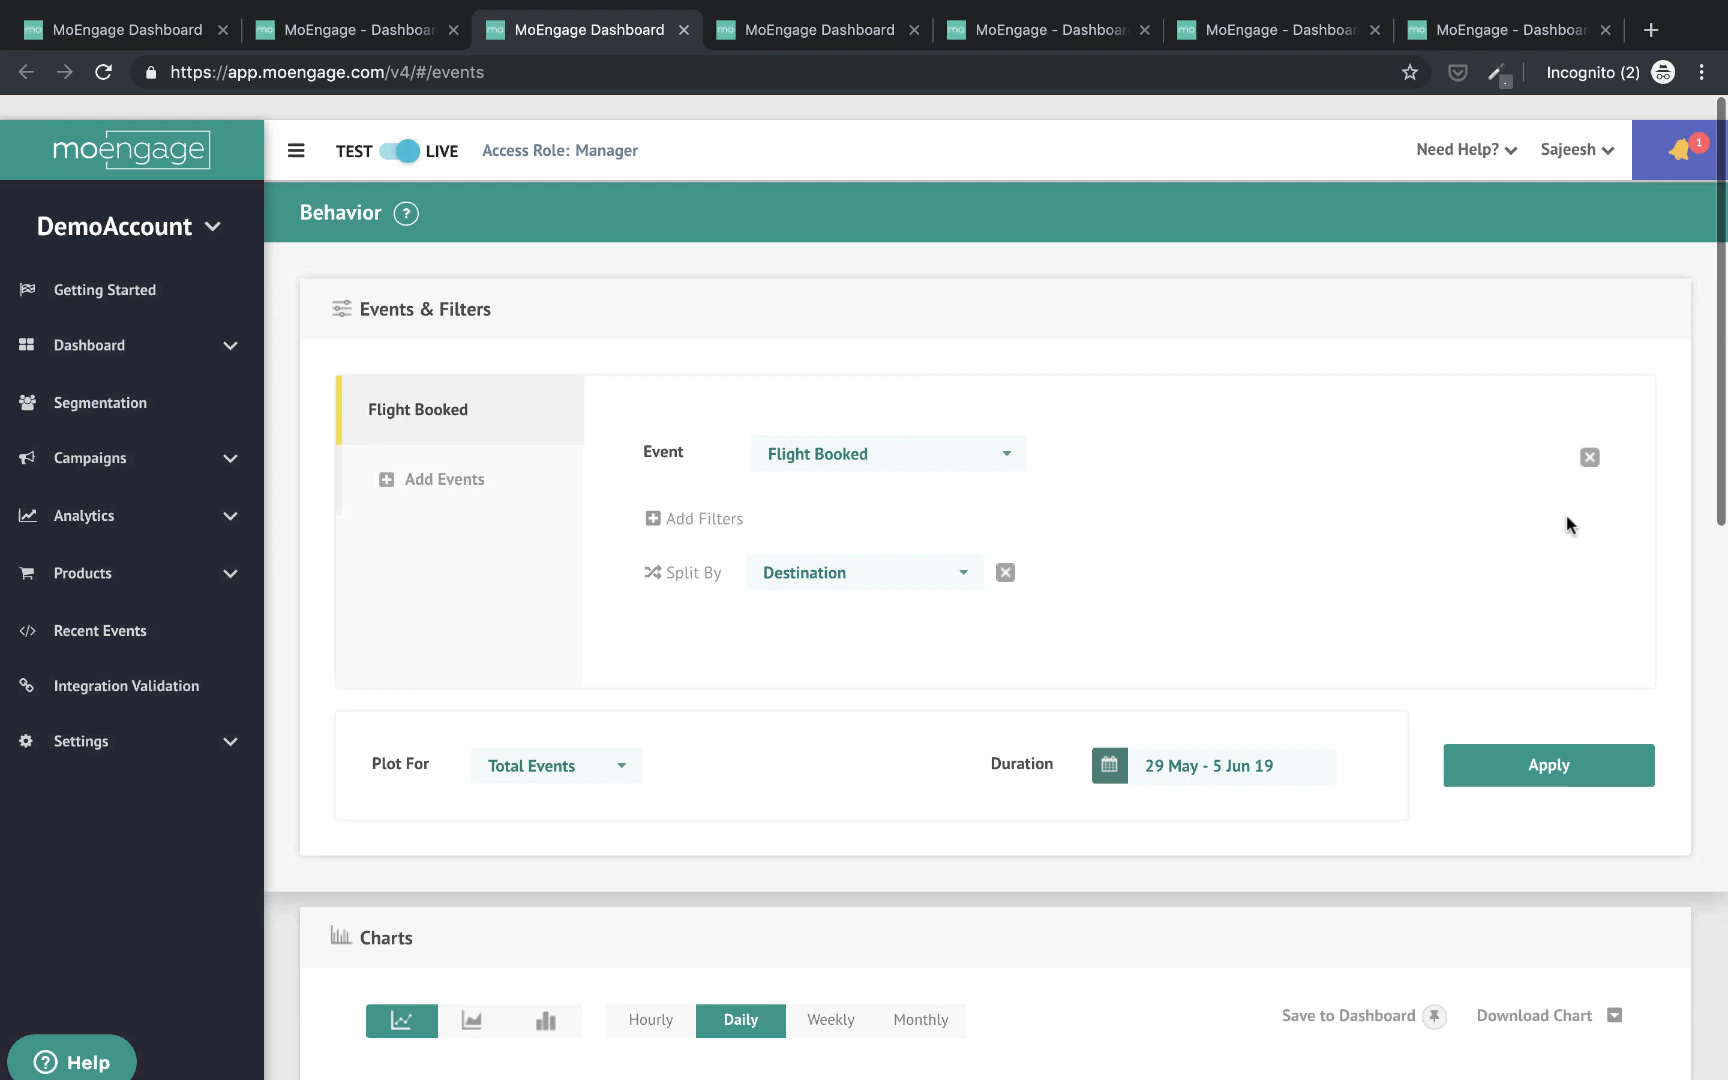 MoEngage Dashboard
MoEngage - Dashboar
MoEngage Dashboard
MoEngage Dashboard
MoEngage - Dashboar
MoEngage - Dashboar
MoEngage - Dashboar
https://app.moengage.com/v4/#/events
Incognito (2)
moengage
TEST LIVE Access Role: Manager
Need Help? Sajeesh 1
Behavior ?
DemoAccount
Getting Started
Dashboard
Segmentation
Campaigns
Analytics
Products
Recent Events
Integration Validation
Settings
? Help
Events & Filters
Flight Booked
Add Events
Event Flight Booked
Add Filters
Split By Destination
Plot For Total Events
Duration 29 May - 5 Jun 19
Apply
Charts
Hourly Daily Weekly Monthly
Save to Dashboard Download Chart